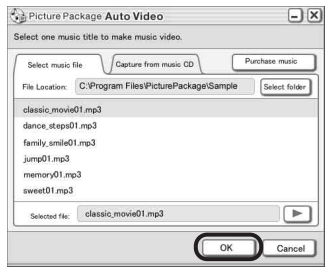 Picture Package Auto Video
Select one music title to make music video.
Select music file
Capture from music CD
Purchase music
File Location: C:\Program Files\PicturePackage\Sample Select folder
classic_movie01.mp3
dance_steps01.mp3
family_smile01.mp3
jump01.mp3
memory01.mp3
sweet01.mp3
Selected file: classic_movie01.mp3
OK Cancel